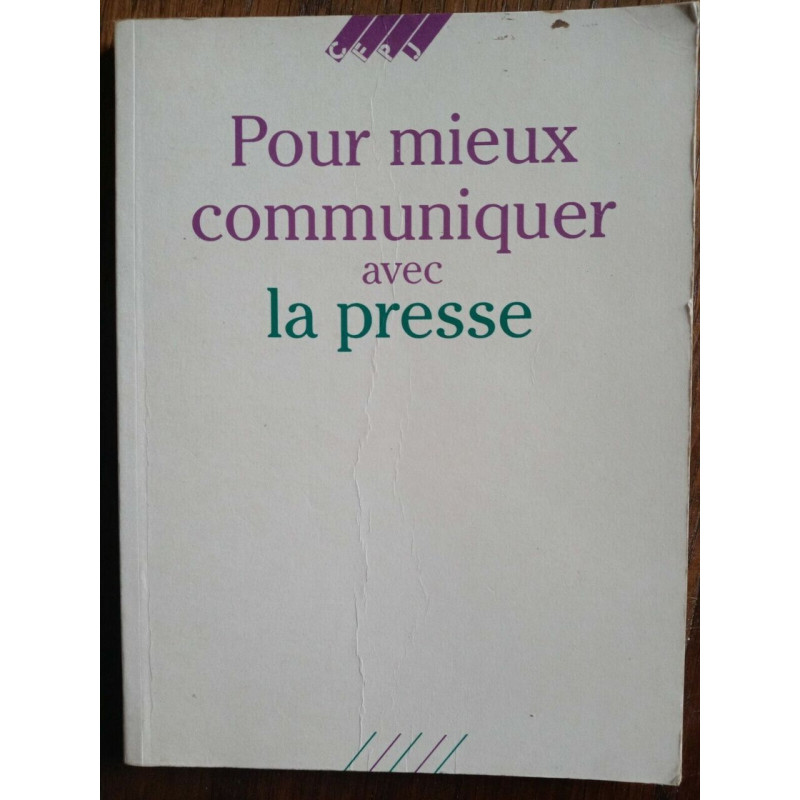 CFPJ
Pour mieux
communiquer
avec
la presse